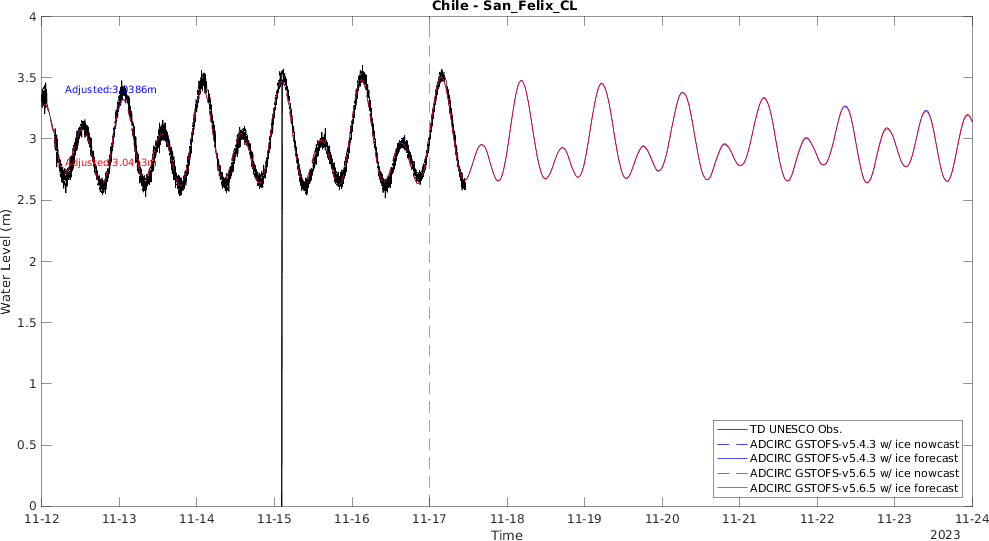 Chile - San_Felix_CL
4
3.5
3
2.5
2
1.5
1
0.5
0
Water Level (m)
Adjusted:3.0386m
Adjusted:3.0413m
TD UNESCO Obs.
ADCIRC GSTOFS-v5.4.3 w/ ice nowcast
ADCIRC GSTOFS-v5.4.3 w/ ice forecast
ADCIRC GSTOFS-v5.6.5 w/ ice nowcast
ADCIRC GSTOFS-v5.6.5 w/ ice forecast
11-12 11-13 11-14 11-15 11-16 11-17 11-18 11-19 11-20 11-21 11-22 11-23 11-24
Time
2023